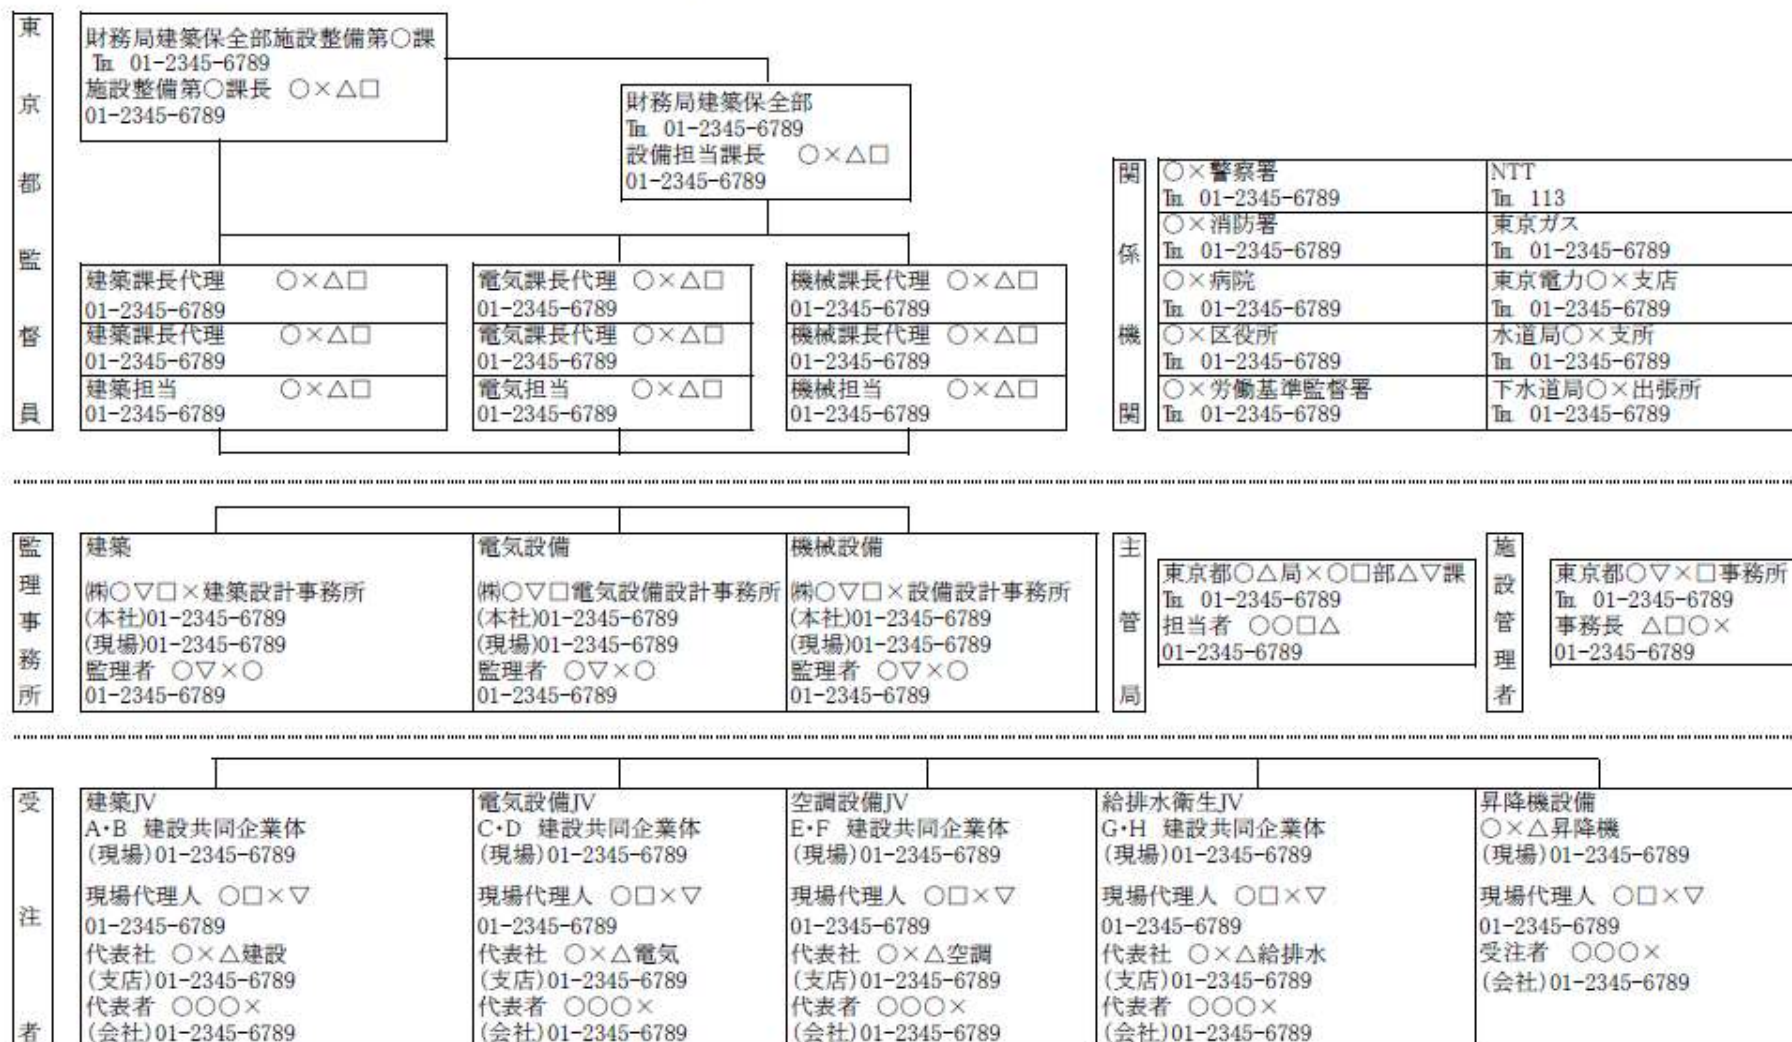 東京都監督員
財務局建築保全部施設整備第○課
℡ 01-2345-6789
施設整備第○課長 ○×△□
01-2345-6789
財務局建築保全部
℡ 01-2345-6789
設備担当課長 ○×△□
01-2345-6789
建築課長代理 ○×△□
01-2345-6789
建築課長代理 ○×△□
01-2345-6789
建築担当 ○×△□
01-2345-6789
電気課長代理 ○×△□
01-2345-6789
電気課長代理 ○×△□
01-2345-6789
電気担当 ○×△□
01-2345-6789
機械課長代理 ○×△□
01-2345-6789
機械課長代理 ○×△□
01-2345-6789
機械担当 ○×△□
01-2345-6789
関係機関
○×警察署
℡ 01-2345-6789
NTT
℡ 113
○×消防署
℡ 01-2345-6789
東京ガス
℡ 01-2345-6789
○×病院
℡ 01-2345-6789
東京電力○×支店
℡ 01-2345-6789
○×区役所
℡ 01-2345-6789
水道局○×支所
℡ 01-2345-6789
○×労働基準監督署
℡ 01-2345-6789
下水道局○×出張所
℡ 01-2345-6789
監理事務所
建築
㈱○▽□×建築設計事務所
(本社)01-2345-6789
(現場)01-2345-6789
監理者 ○▽×○
01-2345-6789
電気設備
㈱○▽□電気設備設計事務所
(本社)01-2345-6789
(現場)01-2345-6789
監理者 ○▽×○
01-2345-6789
機械設備
㈱○▽□×設備設計事務所
(本社)01-2345-6789
(現場)01-2345-6789
監理者 ○▽×○
01-2345-6789
主管局
東京都○△局×○□部△▽課
℡ 01-2345-6789
担当者 ○○□△
01-2345-6789
施設管理者
東京都○▽×□事務所
℡ 01-2345-6789
事務長 △□○×
01-2345-6789
受注者
建築JV
A・B 建設共同企業体
(現場)01-2345-6789
現場代理人 ○□×▽
01-2345-6789
代表社 ○×△建設
(支店)01-2345-6789
代表者 ○○○×
(会社)01-2345-6789
電気設備JV
C・D 建設共同企業体
(現場)01-2345-6789
現場代理人 ○□×▽
01-2345-6789
代表社 ○×△電気
(支店)01-2345-6789
代表者 ○○○×
(会社)01-2345-6789
空調設備JV
E・F 建設共同企業体
(現場)01-2345-6789
現場代理人 ○□×▽
01-2345-6789
代表社 ○×△空調
(支店)01-2345-6789
代表者 ○○○×
(会社)01-2345-6789
給排水衛生JV
G・H 建設共同企業体
(現場)01-2345-6789
現場代理人 ○□×▽
01-2345-6789
代表社 ○×△給排水
(支店)01-2345-6789
代表者 ○○○×
(会社)01-2345-6789
昇降機設備
○×△昇降機
(現場)01-2345-6789
現場代理人 ○□×▽
01-2345-6789
受注者 ○○○×
(会社)01-2345-6789